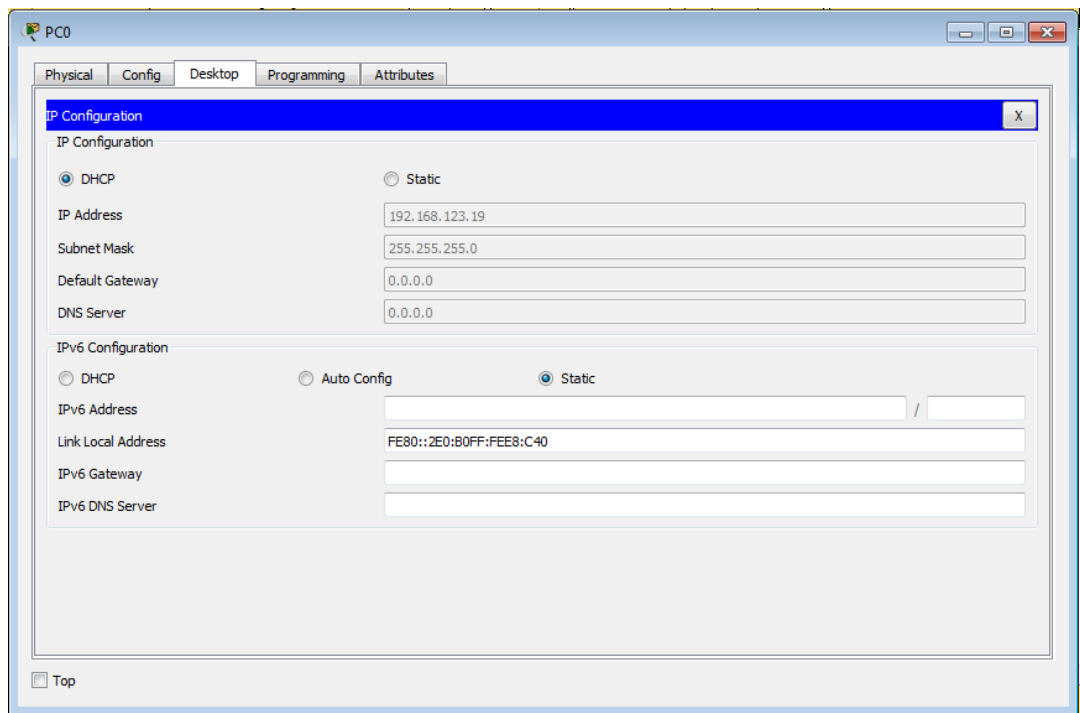 PC0
Physical Config Desktop Programming Attributes
IP Configuration X
IP Configuration
DHCP Static
IP Address 192.168.123.19
Subnet Mask 255.255.255.0
Default Gateway 0.0.0.0
DNS Server 0.0.0.0
IPv6 Configuration
DHCP Auto Config Static
IPv6 Address /
Link Local Address FE80::2E0:B0FF:FEE8:C40
IPv6 Gateway
IPv6 DNS Server
Top